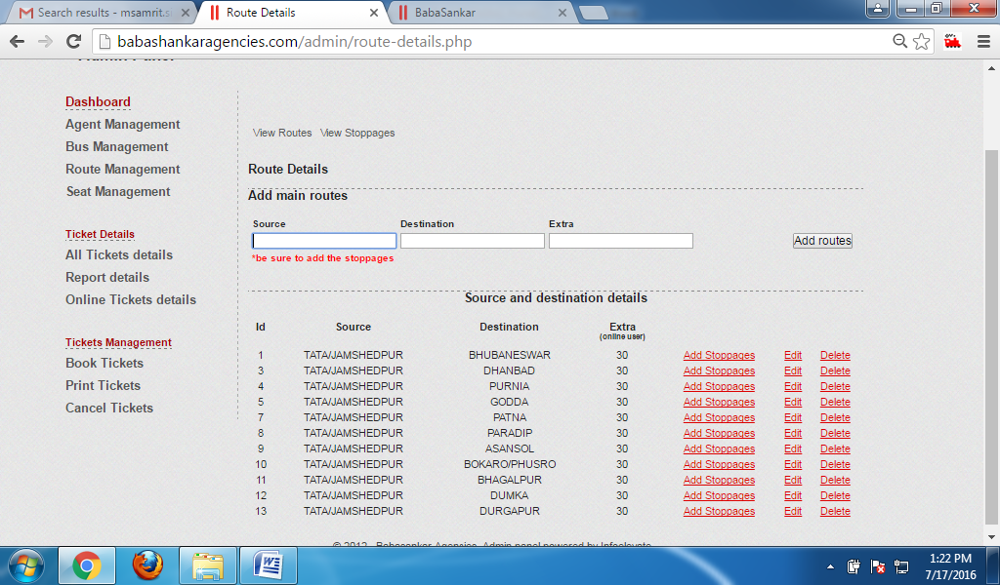 Search results - msamrit.s
Route Details
BabaSankar
babashankaragencies.com/admin/route-details.php
Admin Panel
Dashboard
Agent Management
Bus Management
Route Management
Seat Management
Ticket Details
All Tickets details
Report details
Online Tickets details
Tickets Management
Book Tickets
Print Tickets
Cancel Tickets
View Routes View Stoppages
Route Details
Add main routes
Source Destination Extra
Add routes
*be sure to add the stoppages
Source and destination details
Id Source Destination Extra
(online user)
1 TATA/JAMSHEDPUR BHUBANESWAR 30 Add Stoppages Edit Delete
3 TATA/JAMSHEDPUR DHANBAD 30 Add Stoppages Edit Delete
4 TATA/JAMSHEDPUR PURNIA 30 Add Stoppages Edit Delete
5 TATA/JAMSHEDPUR GODDA 30 Add Stoppages Edit Delete
7 TATA/JAMSHEDPUR PATNA 30 Add Stoppages Edit Delete
8 TATA/JAMSHEDPUR PARADIP 30 Add Stoppages Edit Delete
9 TATA/JAMSHEDPUR ASANSOL 30 Add Stoppages Edit Delete
10 TATA/JAMSHEDPUR BOKARO/PHUSRO 30 Add Stoppages Edit Delete
11 TATA/JAMSHEDPUR BHAGALPUR 30 Add Stoppages Edit Delete
12 TATA/JAMSHEDPUR DUMKA 30 Add Stoppages Edit Delete
13 TATA/JAMSHEDPUR DURGAPUR 30 Add Stoppages Edit Delete
© 2012 Babasankar Agencies. Admin panel powered by
1:22 PM
7/17/2016